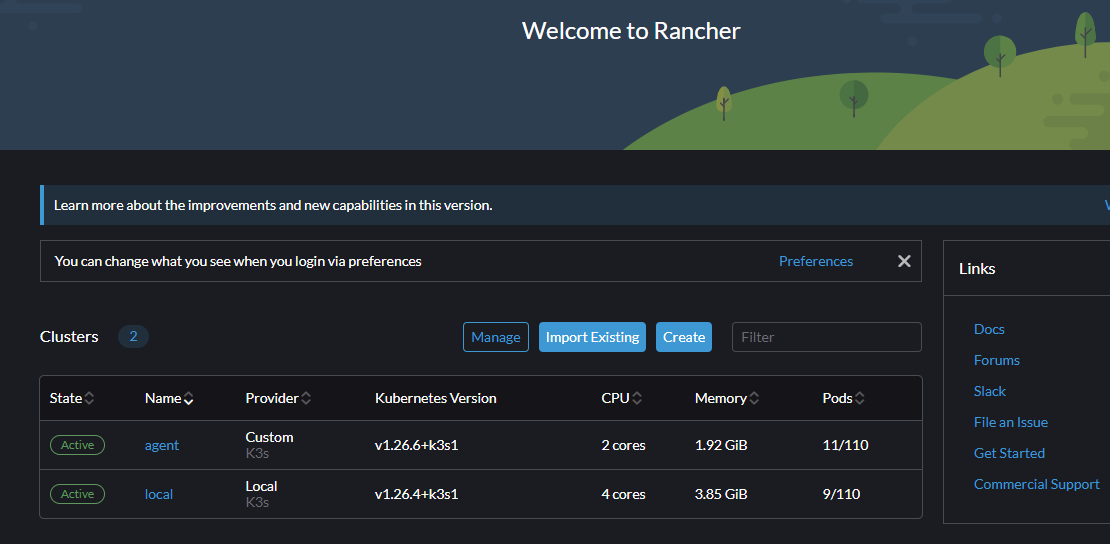 Welcome to Rancher
Learn more about the improvements and new capabilities in this version.
You can change what you see when you login via preferences Preferences
Links
Clusters 2 Manage Import Existing Create Filter
Docs
Forums
Slack
File an Issue
Get Started
Commercial Support
State Name Provider Kubernetes Version CPU Memory Pods
Active agent Custom v1.26.6+k3s1 2 cores 1.92 GiB 11/110
K3s
Active local Local v1.26.4+k3s1 4 cores 3.85 GiB 9/110
K3s